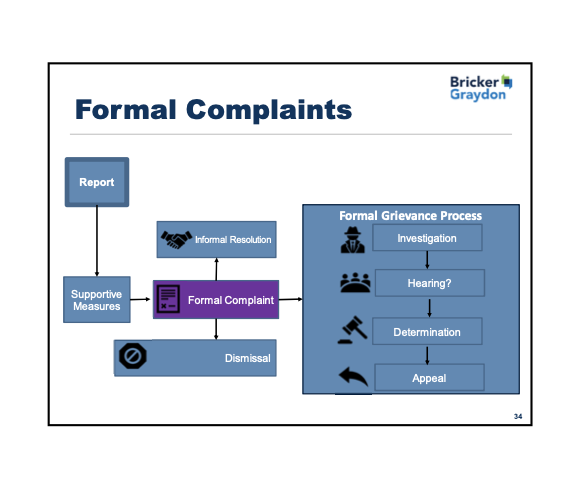 Bricker
Graydon
Formal Complaints
Report
Formal Grievance Process
Informal Resolution
Investigation
Supportive
Measures
Formal Complaint
Hearing?
Determination
Dismissal
Appeal
34